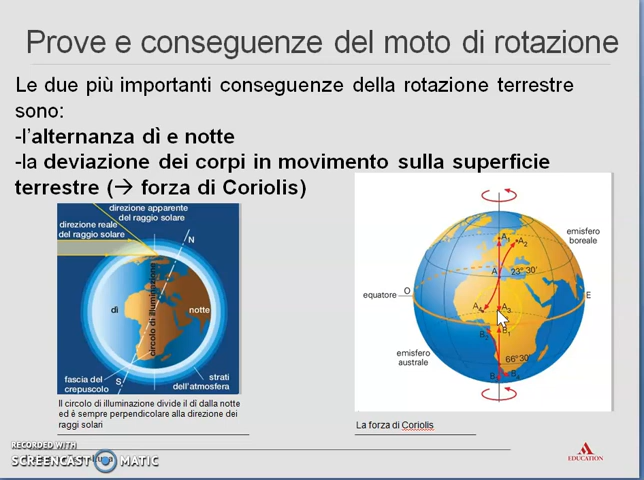 Prove e conseguenze del moto di rotazione
Le due più importanti conseguenze della rotazione terrestre
sono:
-l'alternanza dì e notte
-la deviazione dei corpi in movimento sulla superficie
terrestre (→ forza di Coriolis)
direzione apparente
del raggio solare
direzione reale
del raggio solare
N
circolo di illuminazione
dì
notte
fascia del
crepuscolo
S
strati
dell'atmosfera
Il circolo di illuminazione divide il dì dalla notte
ed è sempre perpendicolare alla direzione dei
raggi solari
emisfero
boreale
A1
A2
A
23° 30'
equatore
O
E
A4
A3
B2
B1
emisfero
australe
66° 30'
B
La forza di Coriolis
RECORDED WITH
SCREENCAST MATIC
EDUCATION